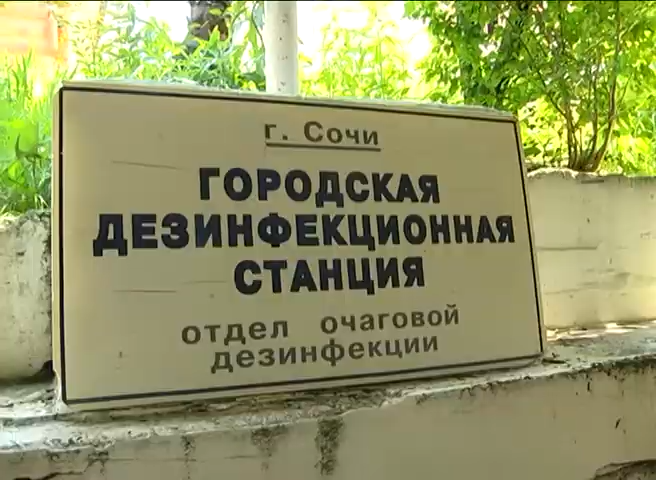 г. Сочи
ГОРОДСКАЯ
ДЕЗИНФЕКЦИОННАЯ
СТАНЦИЯ
отдел очаговой
дезинфекции